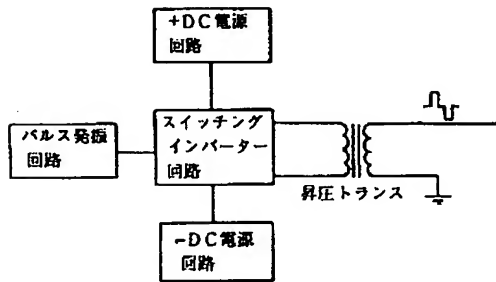 +DC電源
回路
パルス発振
回路
スイッチング
インバーター
回路
昇圧トランス
-DC電源
回路